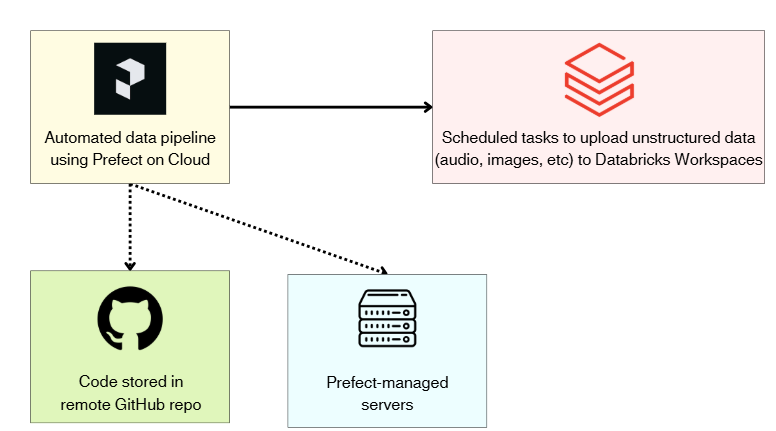 Automated data pipeline
using Prefect on Cloud
Scheduled tasks to upload unstructured data
(audio, images, etc) to Databricks Workspaces
Code stored in
remote GitHub repo
Prefect-managed
servers